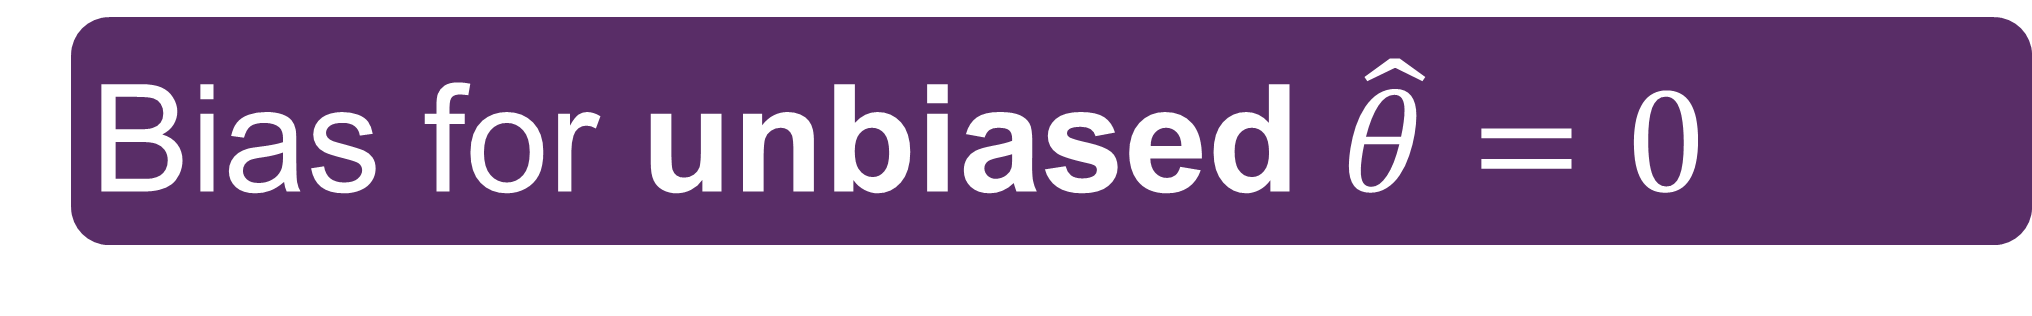 Bias for unbiased θ̂ = 0